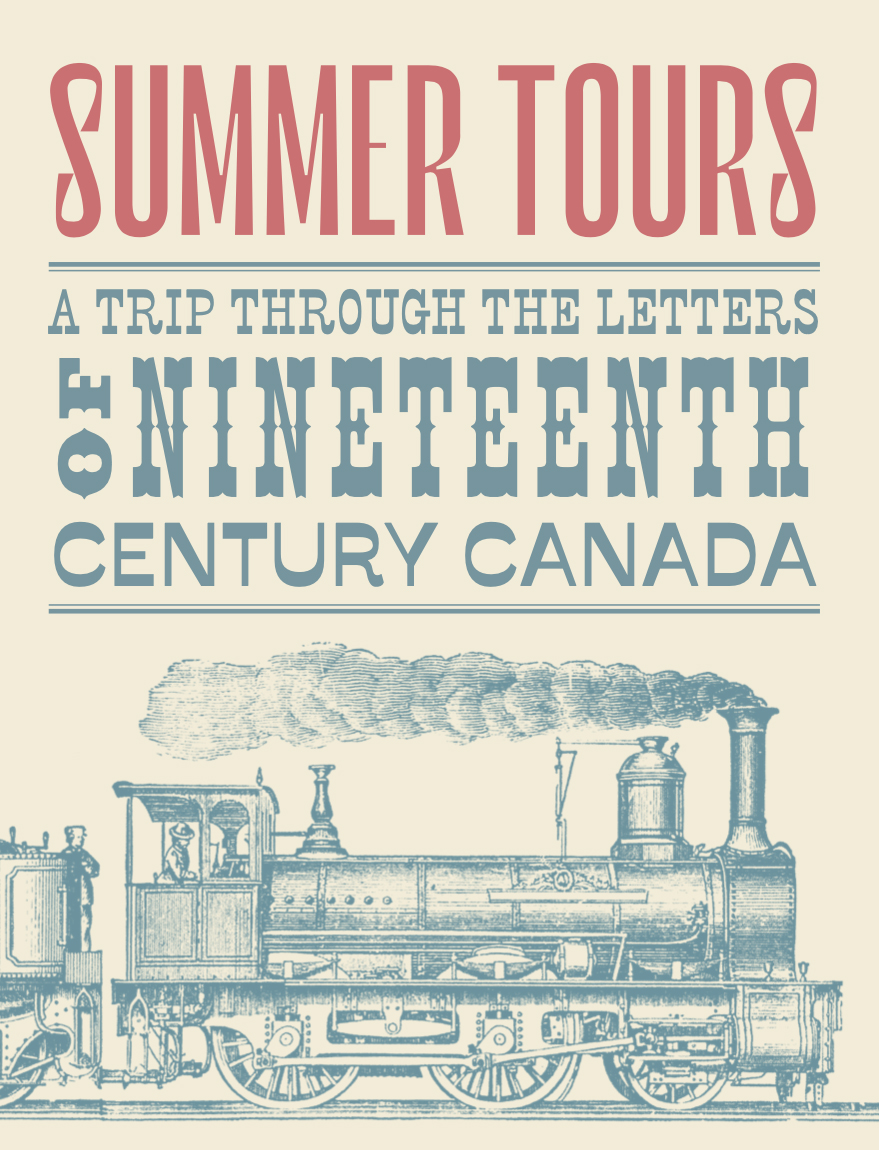 SUMMER TOURS
A TRIP THROUGH THE LETTERS
OF NINETEENTH
CENTURY CANADA